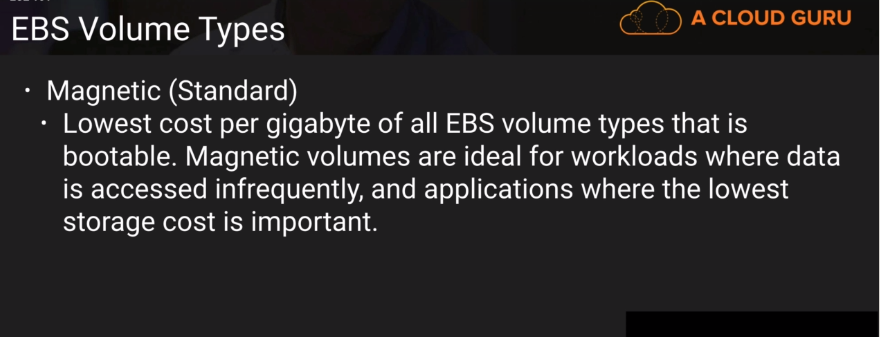 EBS Volume Types
A CLOUD GURU
· Magnetic (Standard)
· Lowest cost per gigabyte of all EBS volume types that is
bootable. Magnetic volumes are ideal for workloads where data
is accessed infrequently, and applications where the lowest
storage cost is important.